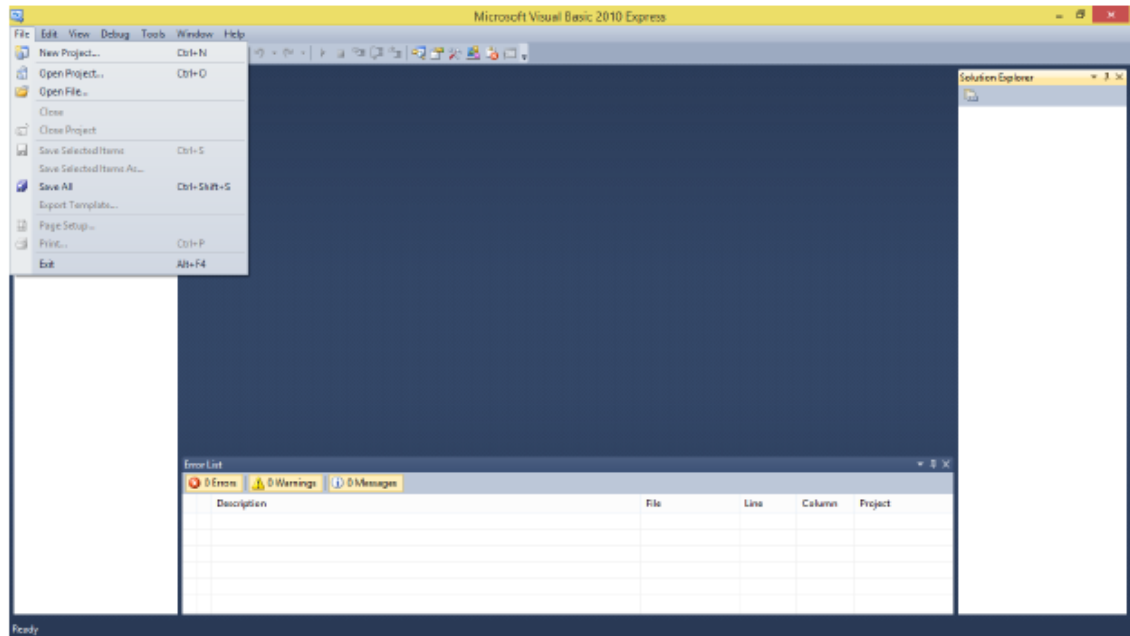 Microsoft Visual Basic 2010 Express
File Edit View Debug Tools Window Help
New Project... Ctrl+N
Open Project... Ctrl+O
Open File...
Close
Close Project
Save Selected Items Ctrl+S
Save Selected Items As...
Save All Ctrl+Shift+S
Export Template...
Page Setup...
Print... Ctrl+P
Exit Alt+F4
Solution Explorer
Error List
0 Errors 0 Warnings 0 Messages
Description File Line Column Project
Ready